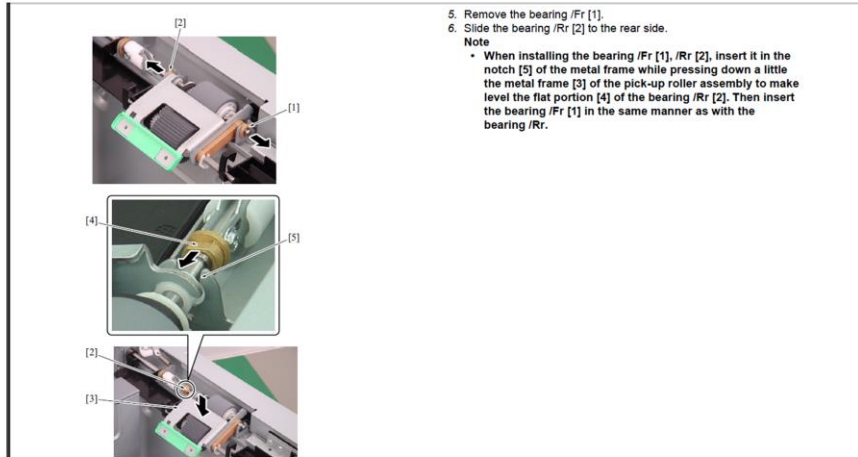 [2]
[1]
[4]
[5]
[2]
[3]
5. Remove the bearing /Fr [1].
6. Slide the bearing /Rr [2] to the rear side.
Note
• When installing the bearing /Fr [1], /Rr [2], insert it in the
notch [5] of the metal frame while pressing down a little
the metal frame [3] of the pick-up roller assembly to make
level the flat portion [4] of the bearing /Rr [2]. Then insert
the bearing /Fr [1] in the same manner as with the
bearing /Rr.